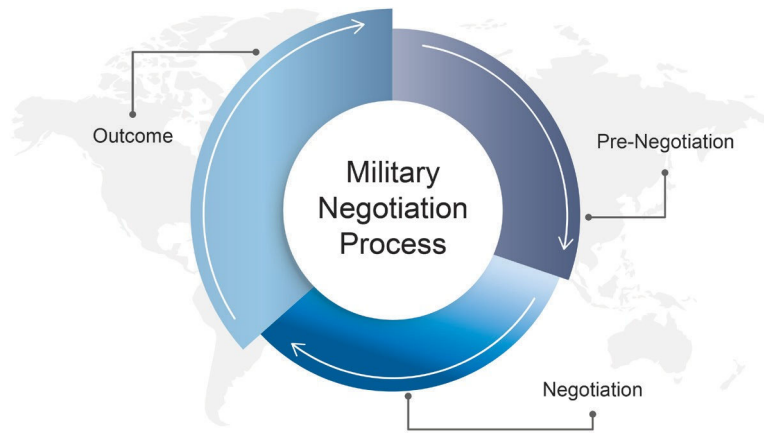 Outcome
Pre-Negotiation
Military
Negotiation
Process
Negotiation